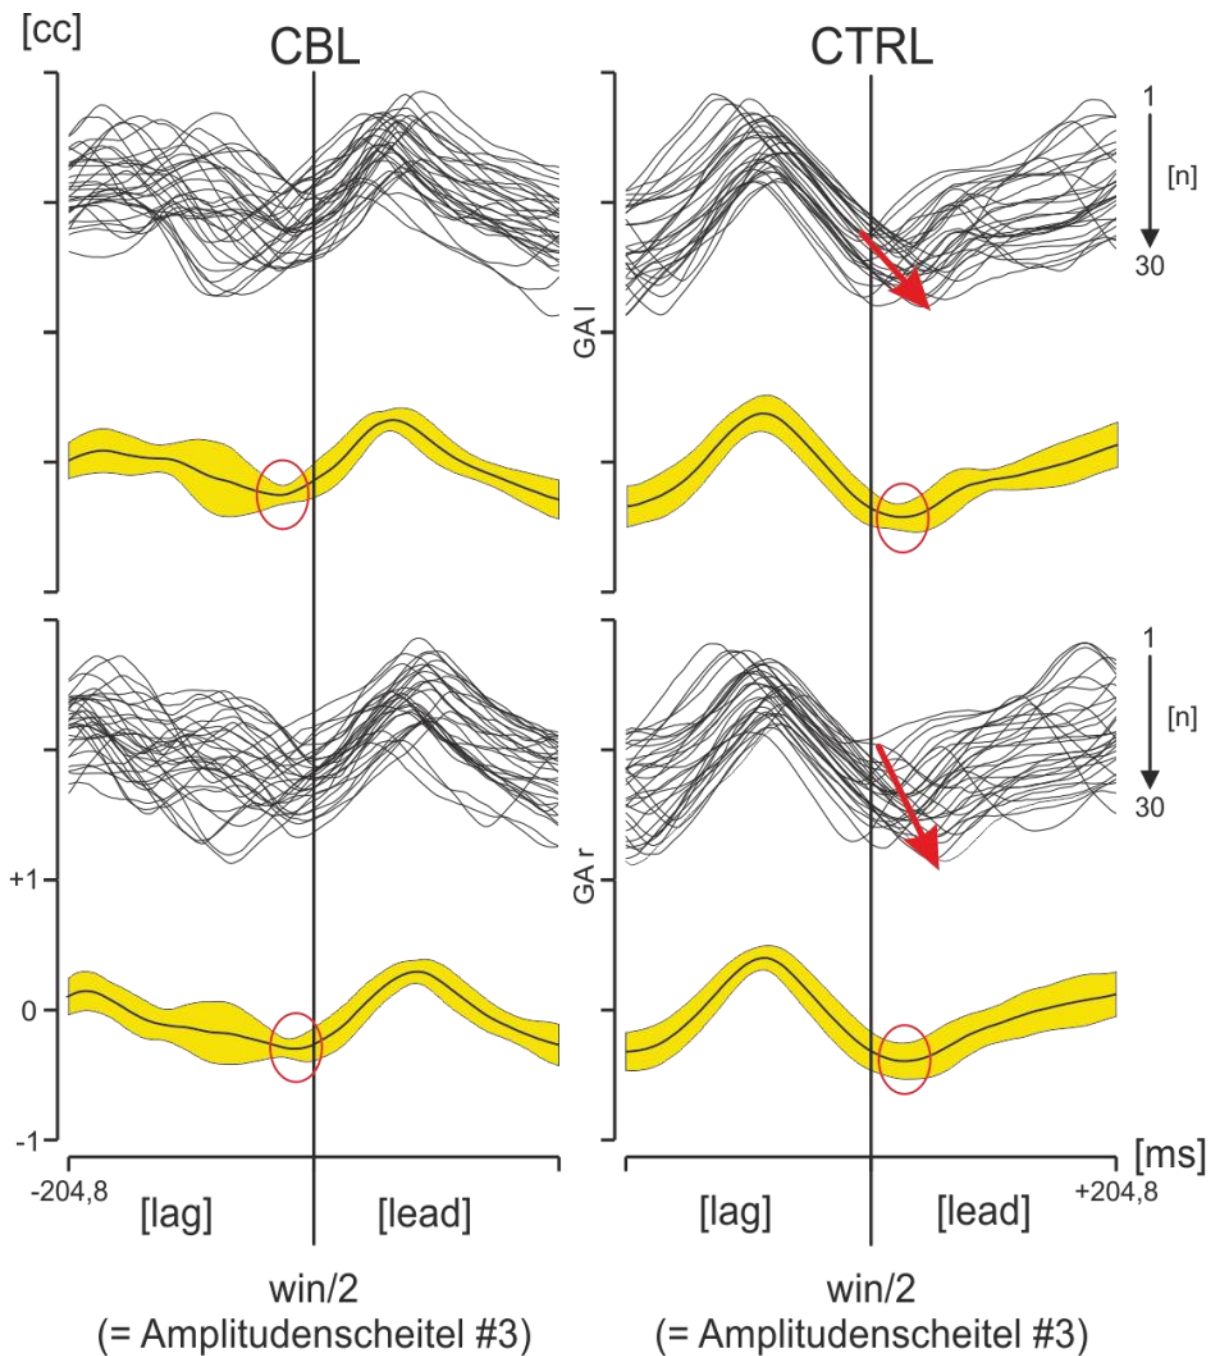 [cc]
CBL
CTRL
1
[n]
30
GA l
1
[n]
30
GA r
+1
0
-1
[ms]
-204,8
+204,8
[lag]
[lead]
[lag]
[lead]
win/2
(= Amplitudenscheitel #3)
win/2
(= Amplitudenscheitel #3)